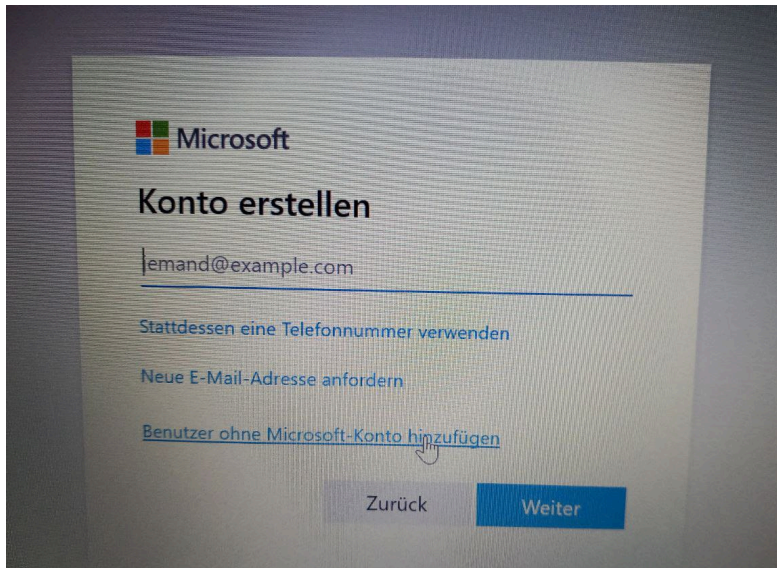 Microsoft
Konto erstellen
jemand@example.com
Stattdessen eine Telefonnummer verwenden
Neue E-Mail-Adresse anfordern
Benutzer ohne Microsoft-Konto hinzufügen
Zurück
Weiter